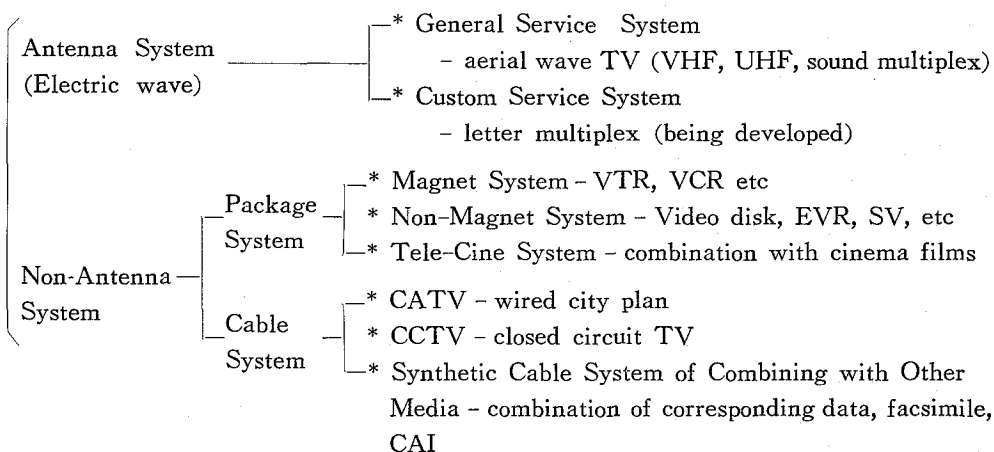 Antenna System
(Electric wave)
* General Service System
– aerial wave TV (VHF, UHF, sound multiplex)
* Custom Service System
– letter multiplex (being developed)
Non-Antenna
System
Package
System
* Magnet System – VTR, VCR etc
* Non-Magnet System – Video disk, EVR, SV, etc
* Tele-Cine System – combination with cinema films
Cable
System
* CATV – wired city plan
* CCTV – closed circuit TV
* Synthetic Cable System of Combining with Other
Media – combination of corresponding data, facsimile,
CAI